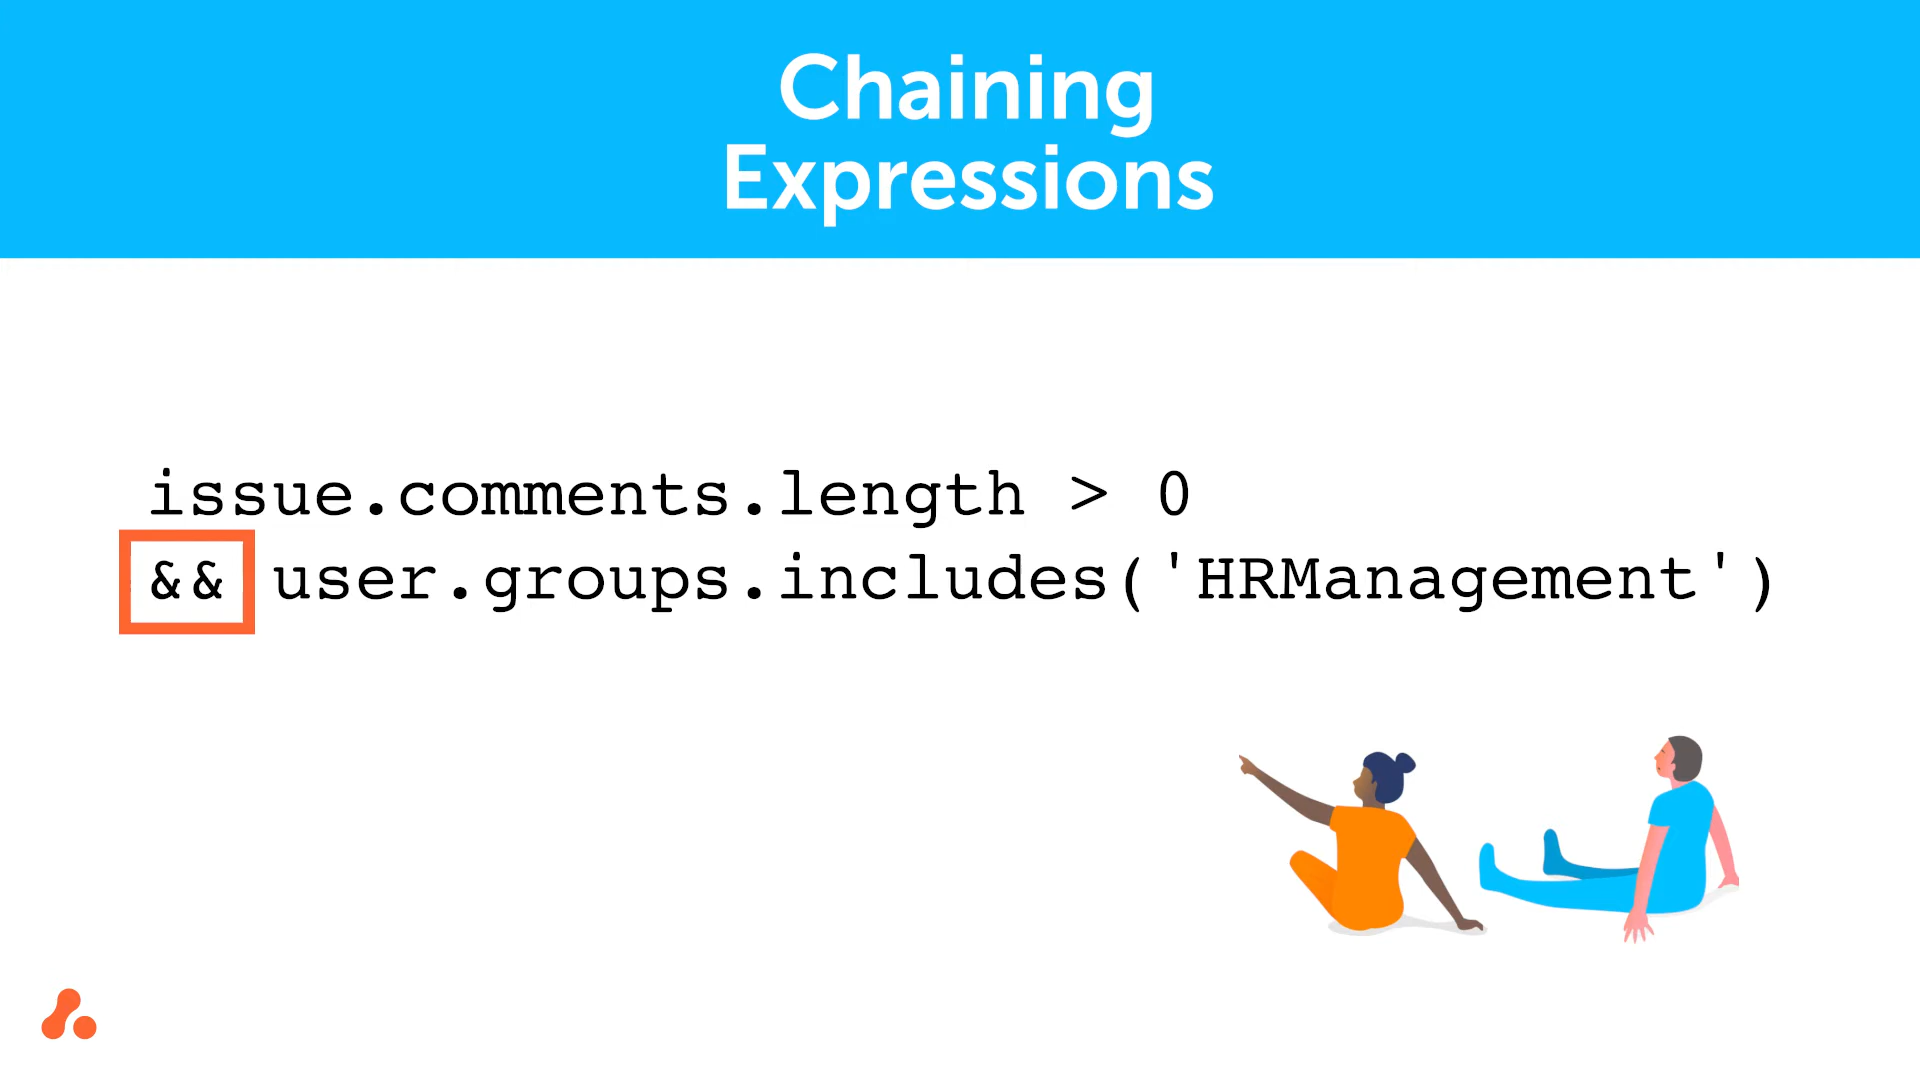 Chaining
Expressions
issue.comments.length > 0
&& user.groups.includes('HRManagement')